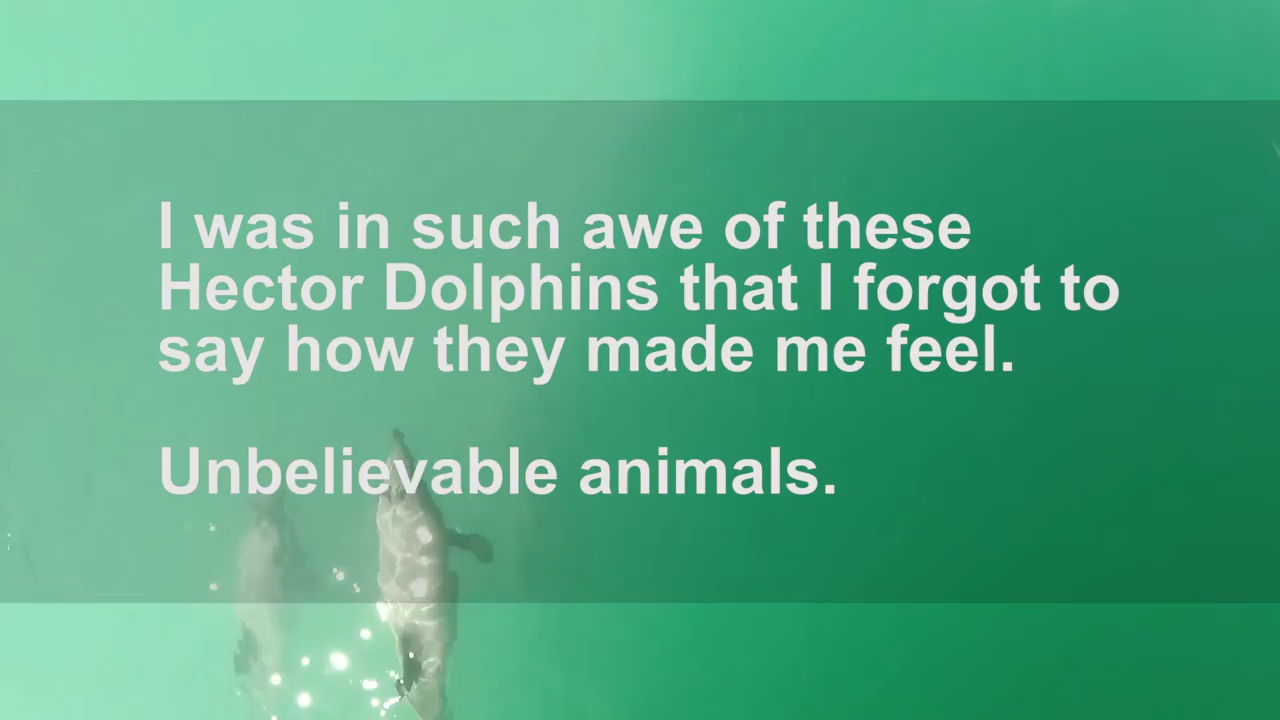 I was in such awe of these
Hector Dolphins that I forgot to
say how they made me feel.
Unbelievable animals.